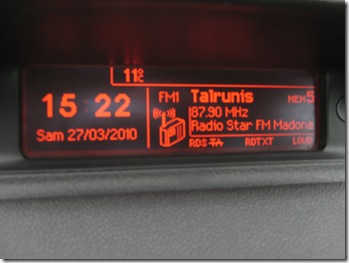 11°C
15 22
Sam 27/03/2010
FM1 Talrunis MEM 5
87.90 MHz
Radio Star FM Madona
RDS TA RDTXT LOUD